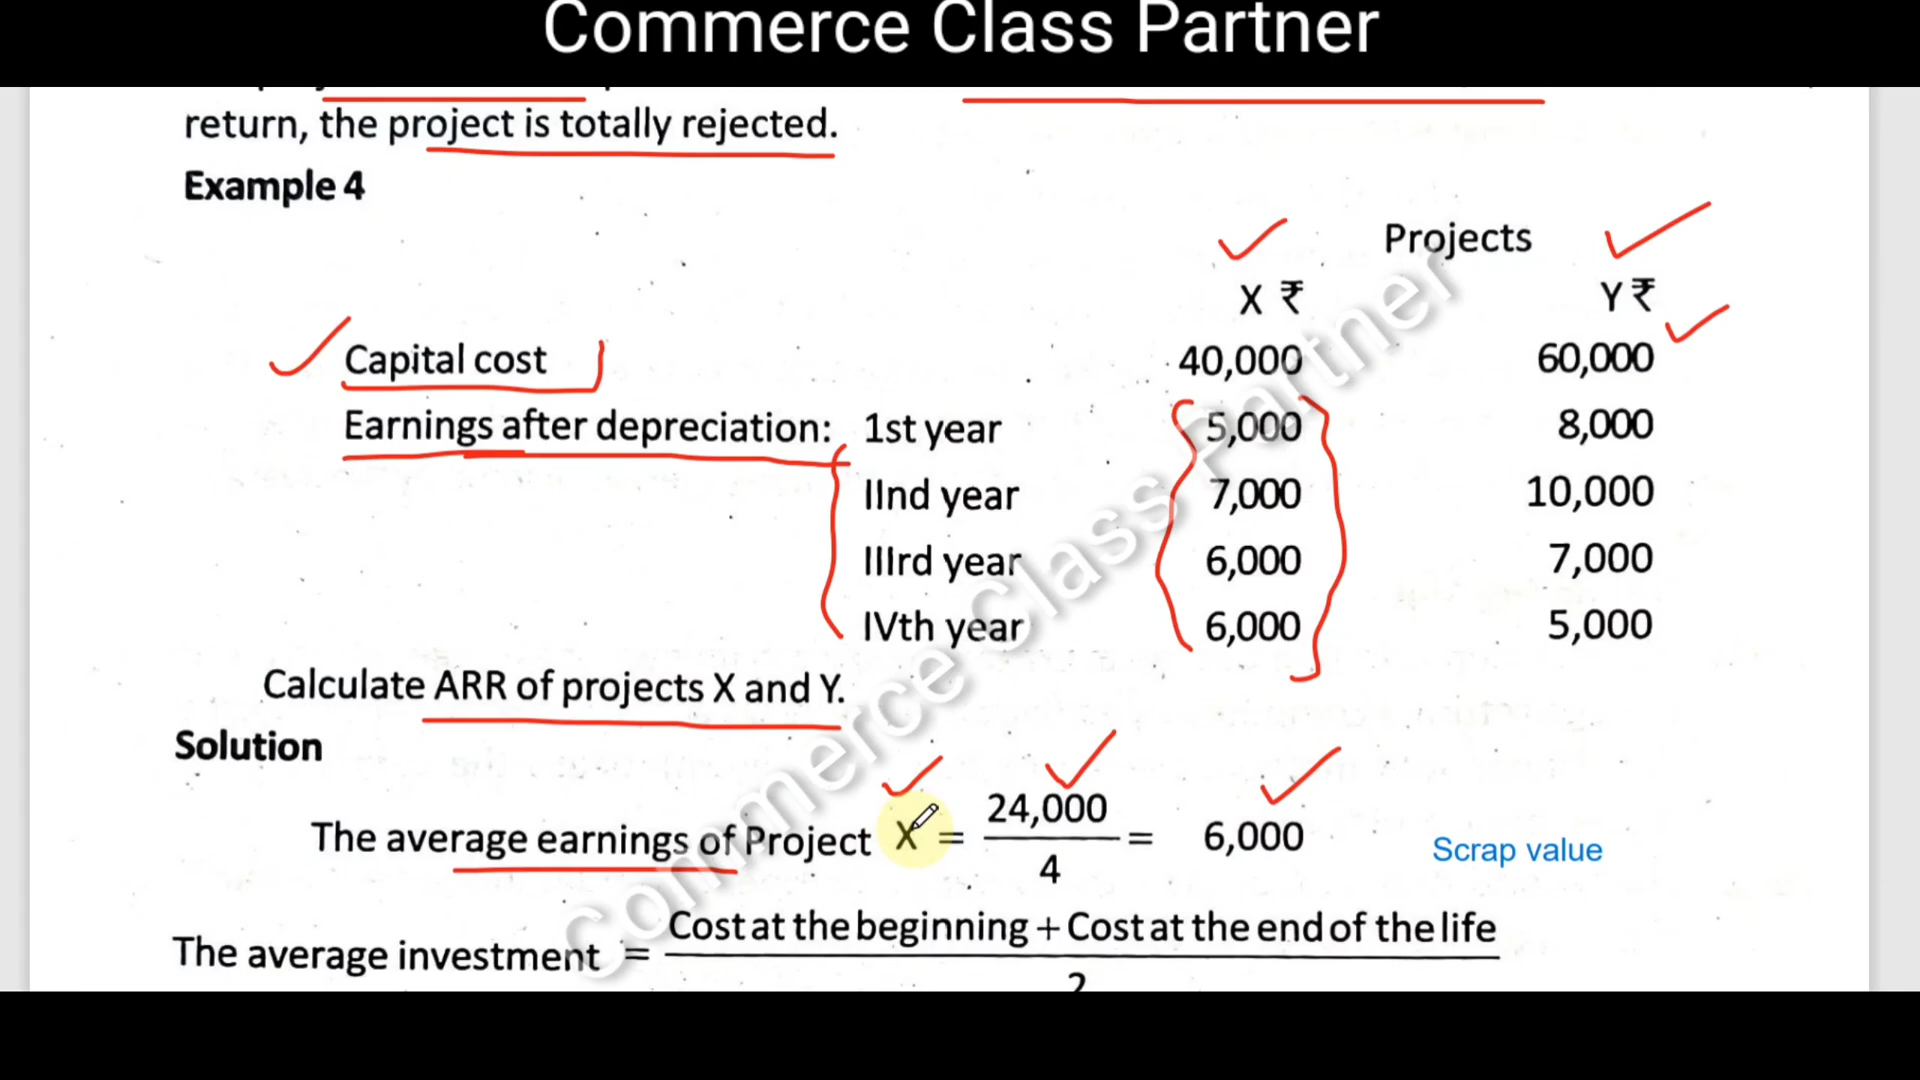 Commerce Class Partner
return, the project is totally rejected.
Example 4
Projects
X ₹ Y ₹
Capital cost 40,000 60,000
Earnings after depreciation: 1st year 5,000 8,000
IInd year 7,000 10,000
IIIrd year 6,000 7,000
IVth year 6,000 5,000
Calculate ARR of projects X and Y.
Solution
The average earnings of Project X = 24,000 / 4 = 6,000
Scrap value
The average investment = Cost at the beginning + Cost at the end of the life
2
Commerce Class Partner